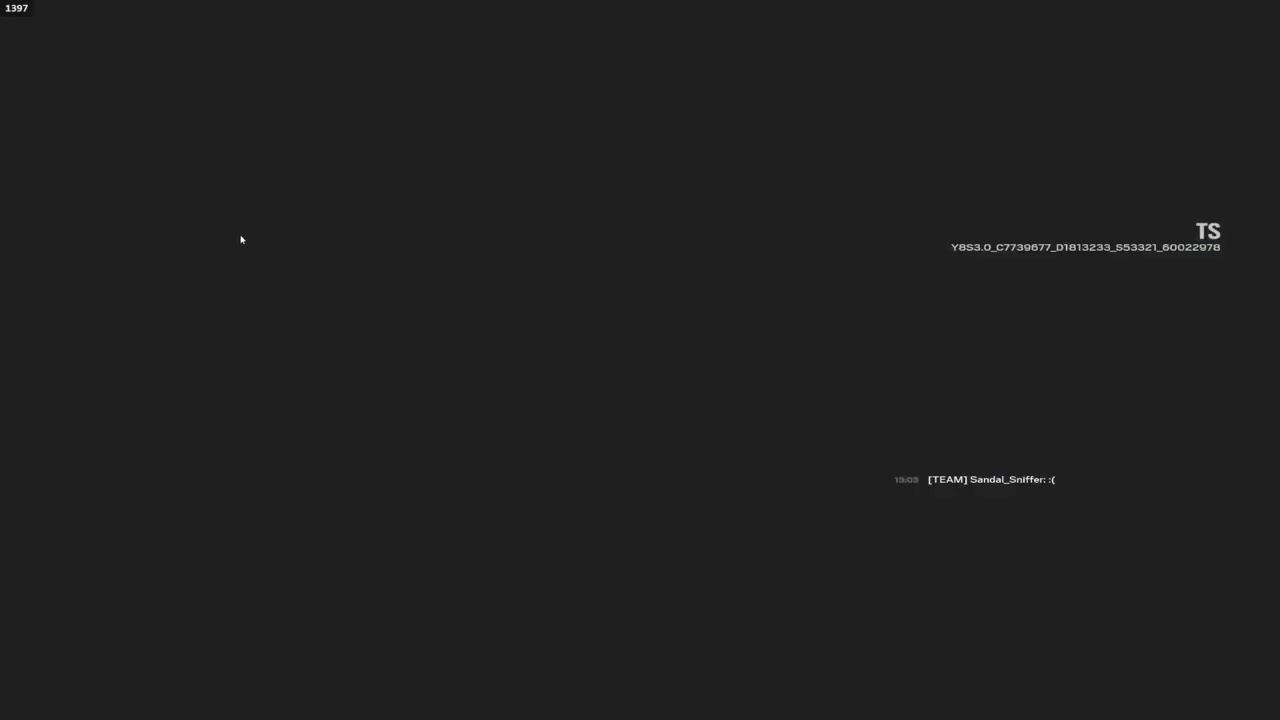 1397
TS
Y8S3.0_C7739677_D1813233_S53321_60022978
13:03 [TEAM] Sandal_Sniffer: :(